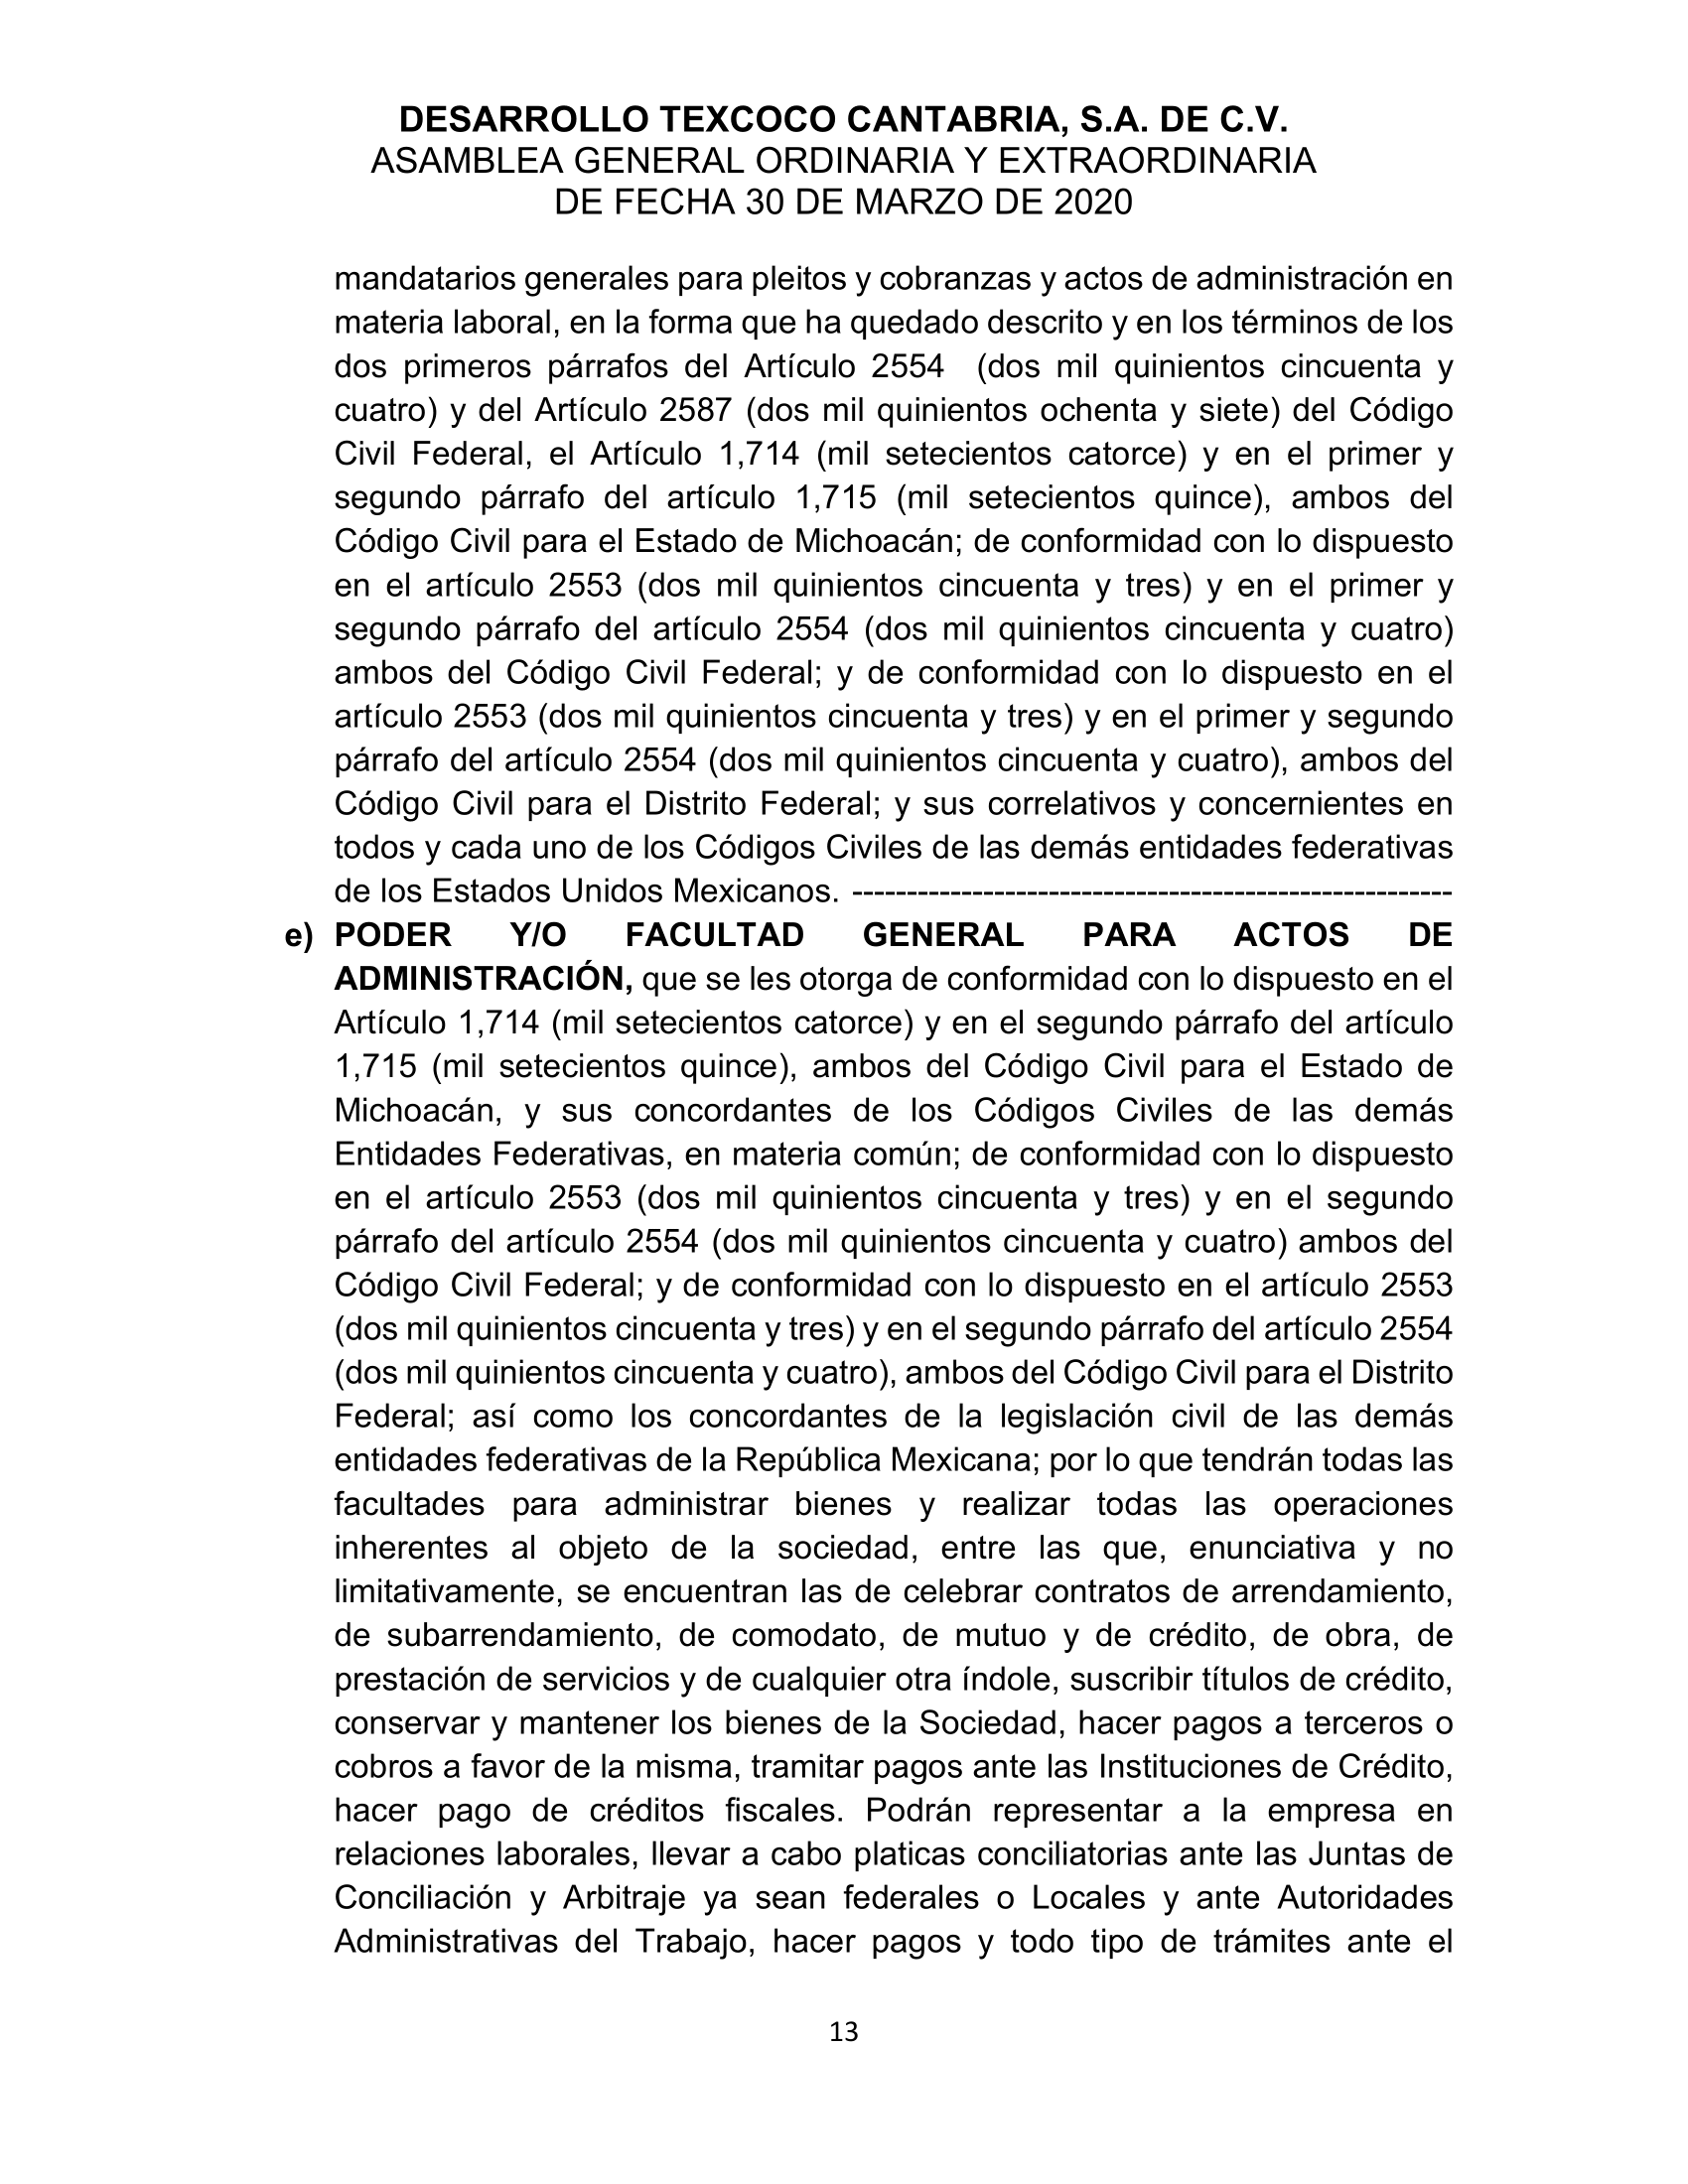 DESARROLLO TEXCOCO CANTABRIA, S.A. DE C.V.
ASAMBLEA GENERAL ORDINARIA Y EXTRAORDINARIA
DE FECHA 30 DE MARZO DE 2020
mandatarios generales para pleitos y cobranzas y actos de administración en
materia laboral, en la forma que ha quedado descrito y en los términos de los
dos primeros párrafos del Artículo 2554 (dos mil quinientos cincuenta y
cuatro) y del Artículo 2587 (dos mil quinientos ochenta y siete) del Código
Civil Federal, el Artículo 1,714 (mil setecientos catorce) y en el primer y
segundo párrafo del artículo 1,715 (mil setecientos quince), ambos del
Código Civil para el Estado de Michoacán; de conformidad con lo dispuesto
en el artículo 2553 (dos mil quinientos cincuenta y tres) y en el primer y
segundo párrafo del artículo 2554 (dos mil quinientos cincuenta y cuatro)
ambos del Código Civil Federal; y de conformidad con lo dispuesto en el
artículo 2553 (dos mil quinientos cincuenta y tres) y en el primer y segundo
párrafo del artículo 2554 (dos mil quinientos cincuenta y cuatro), ambos del
Código Civil para el Distrito Federal; y sus correlativos y concernientes en
todos y cada uno de los Códigos Civiles de las demás entidades federativas
de los Estados Unidos Mexicanos. -------------------------------------------------------
e) PODER Y/O FACULTAD GENERAL PARA ACTOS DE
ADMINISTRACIÓN, que se les otorga de conformidad con lo dispuesto en el
Artículo 1,714 (mil setecientos catorce) y en el segundo párrafo del artículo
1,715 (mil setecientos quince), ambos del Código Civil para el Estado de
Michoacán, y sus concordantes de los Códigos Civiles de las demás
Entidades Federativas, en materia común; de conformidad con lo dispuesto
en el artículo 2553 (dos mil quinientos cincuenta y tres) y en el segundo
párrafo del artículo 2554 (dos mil quinientos cincuenta y cuatro) ambos del
Código Civil Federal; y de conformidad con lo dispuesto en el artículo 2553
(dos mil quinientos cincuenta y tres) y en el segundo párrafo del artículo 2554
(dos mil quinientos cincuenta y cuatro), ambos del Código Civil para el Distrito
Federal; así como los concordantes de la legislación civil de las demás
entidades federativas de la República Mexicana; por lo que tendrán todas las
facultades para administrar bienes y realizar todas las operaciones
inherentes al objeto de la sociedad, entre las que, enunciativa y no
limitativamente, se encuentran las de celebrar contratos de arrendamiento,
de subarrendamiento, de comodato, de mutuo y de crédito, de obra, de
prestación de servicios y de cualquier otra índole, suscribir títulos de crédito,
conservar y mantener los bienes de la Sociedad, hacer pagos a terceros o
cobros a favor de la misma, tramitar pagos ante las Instituciones de Crédito,
hacer pago de créditos fiscales. Podrán representar a la empresa en
relaciones laborales, llevar a cabo platicas conciliatorias ante las Juntas de
Conciliación y Arbitraje ya sean federales o Locales y ante Autoridades
Administrativas del Trabajo, hacer pagos y todo tipo de trámites ante el
13